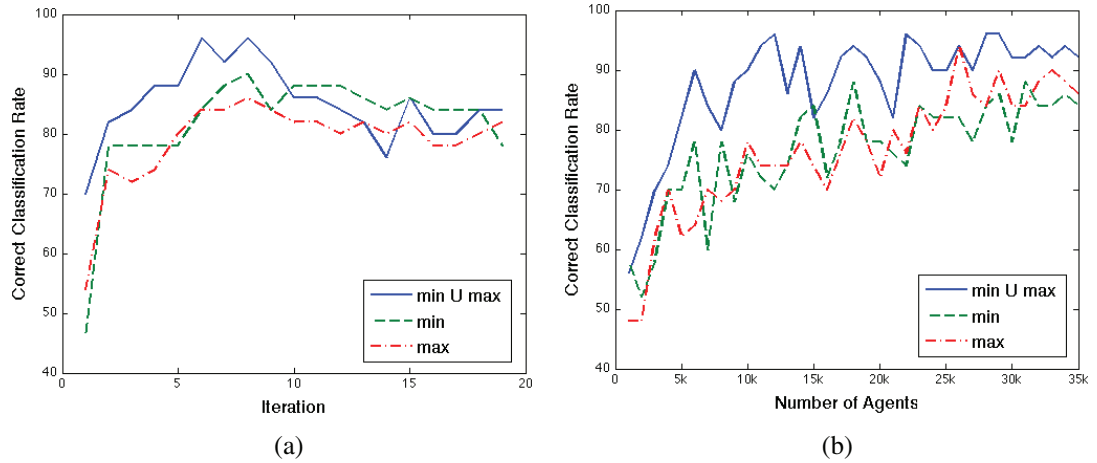 100
90
80
70
60
50
40
Correct Classification Rate
0 5 10 15 20
Iteration
min U max
min
max
(a)
100
90
80
70
60
50
40
Correct Classification Rate
0 5k 10k 15k 20k 25k 30k 35k
Number of Agents
min U max
min
max
(b)